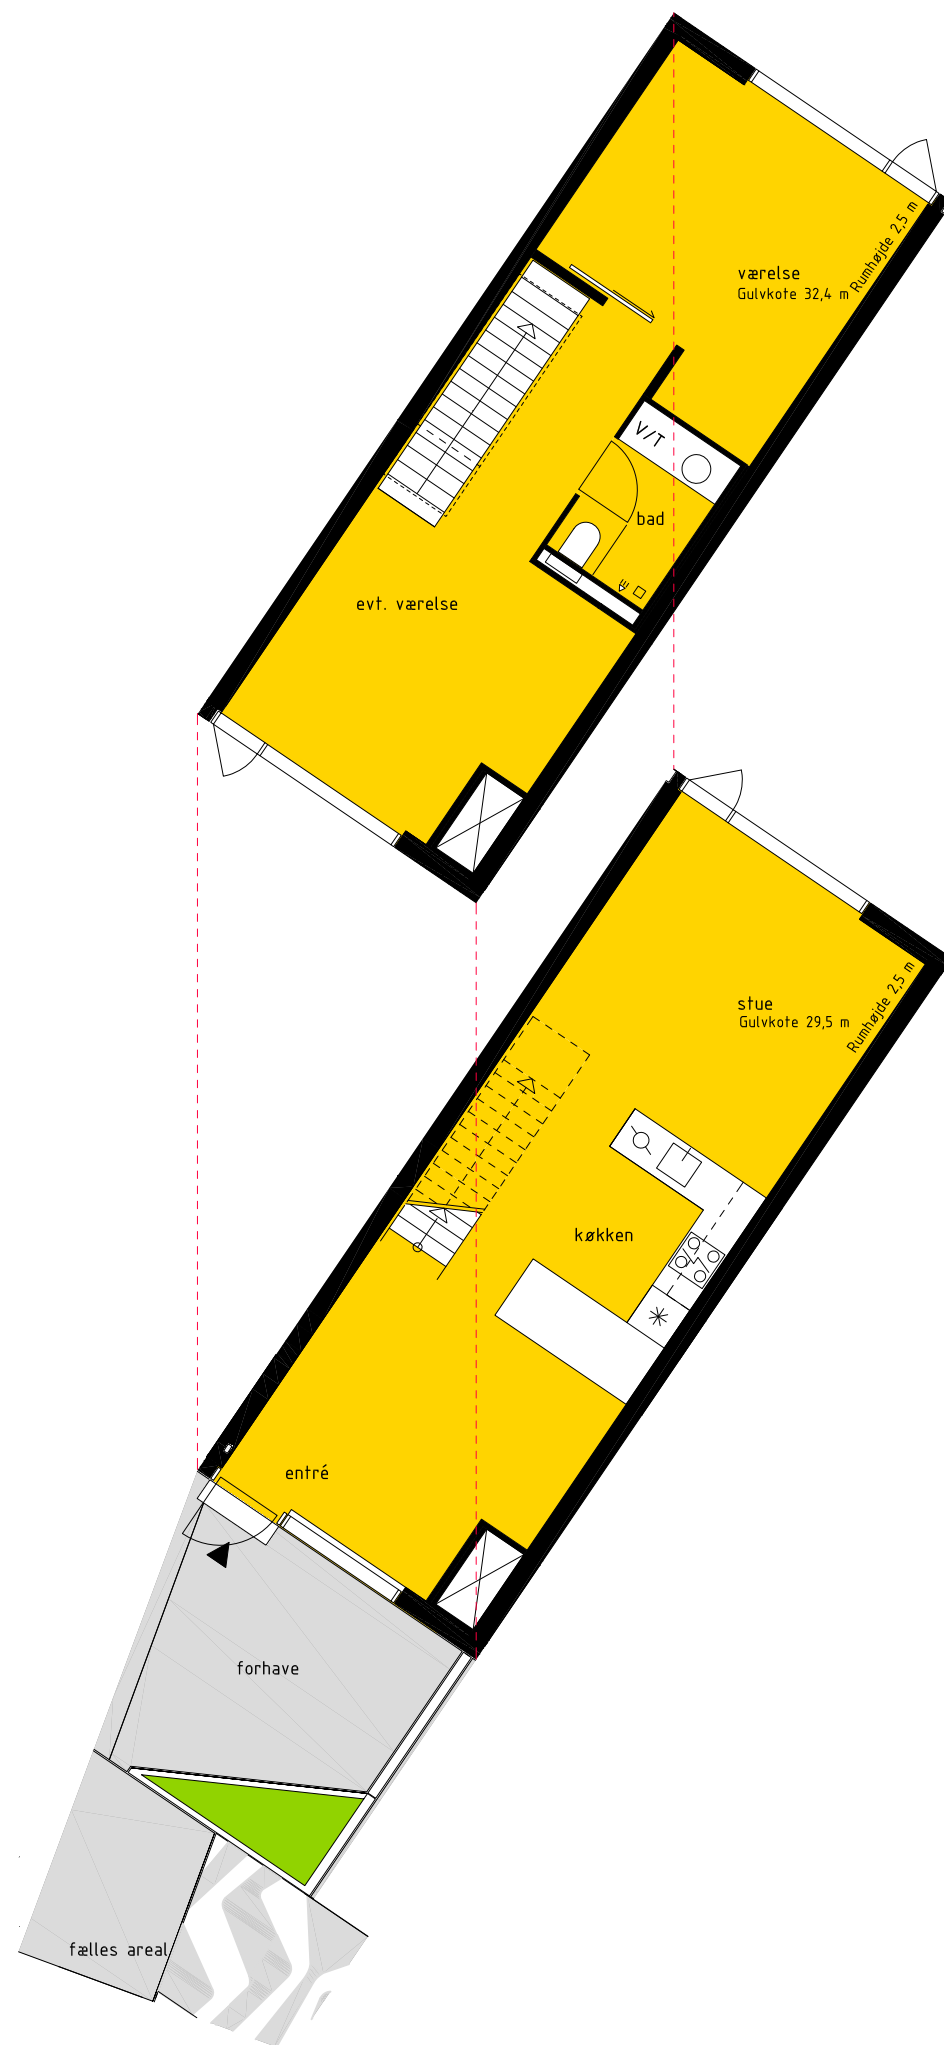 værelse
Gulvkote 32,4 m
Rumhøjde 2,5 m
V/T
bad
evt. værelse
stue
Gulvkote 29,5 m
Rumhøjde 2,5 m
køkken
entré
forhave
fælles areal